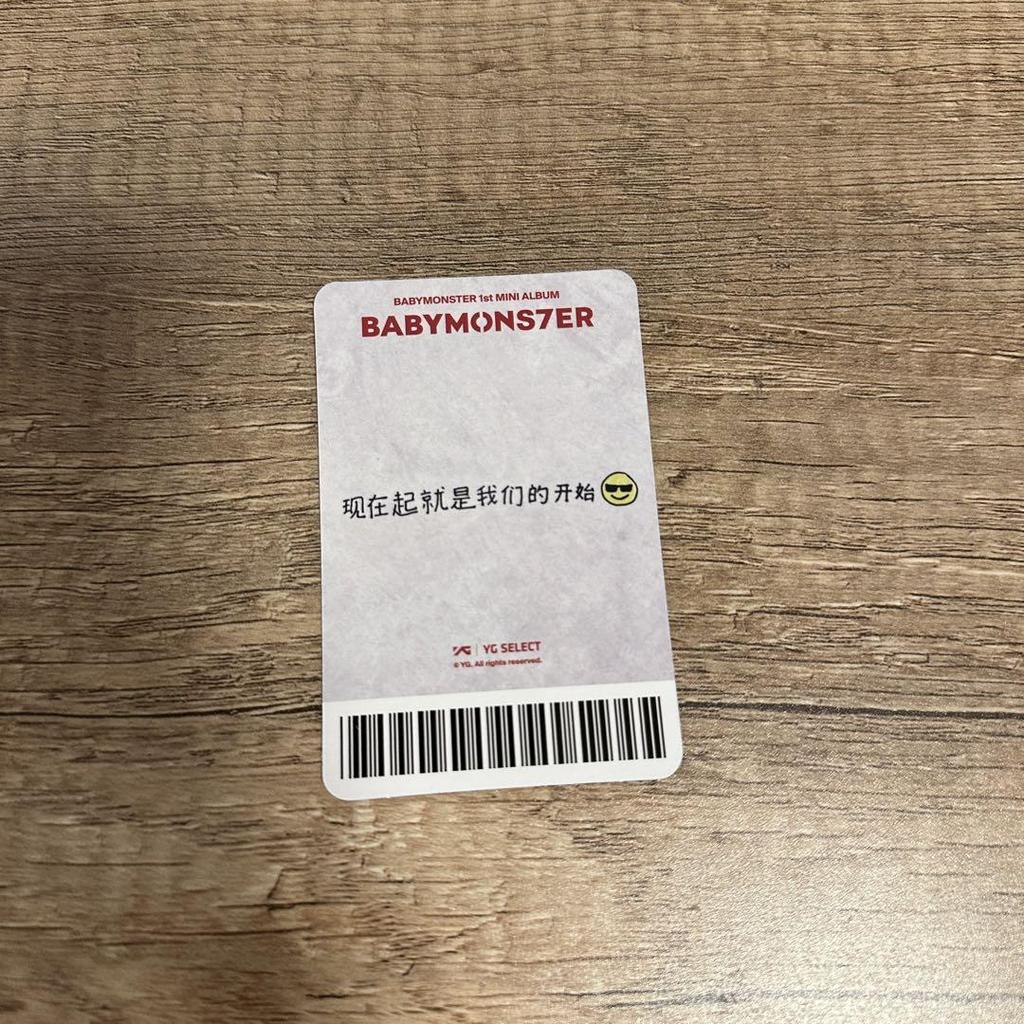 BABYMONSTER 1st MINI ALBUM
BABYMONS7ER
现在起就是我们的开始😎
YG | YG SELECT
© YG. All rights reserved.